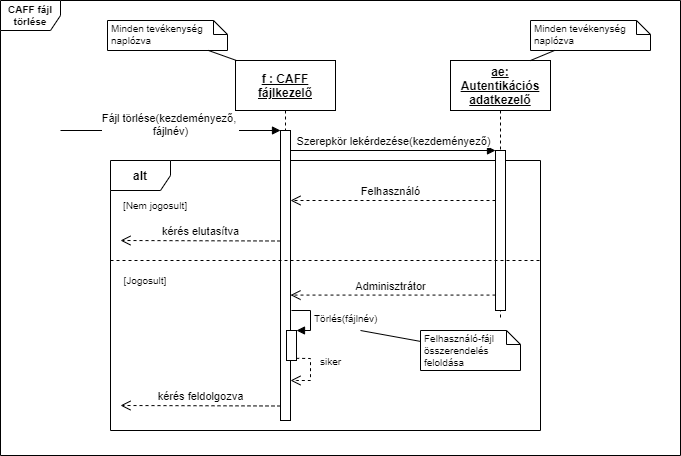 CAFF fájl
törlése
Minden tevékenység
naplózva
Minden tevékenység
naplózva
f : CAFF
fájlkezelő
ae:
Autentikációs
adatkezelő
Fájl törlése(kezdeményező,
fájlnév)
Szerepkör lekérdezése(kezdeményező)
alt
Felhasználó
[Nem jogosult]
kérés elutasítva
[Jogosult]
Adminisztrátor
Törlés(fájlnév)
Felhasználó-fájl
összerendelés
feloldása
siker
kérés feldolgozva